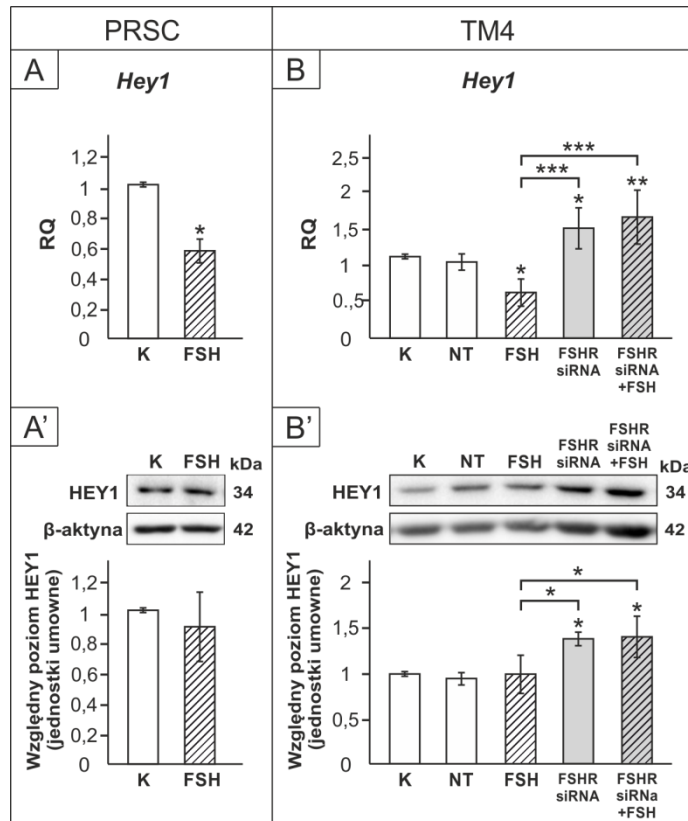 PRSC
TM4
A
Hey1
RQ
1,2
1
0,8
0,6
0,4
0,2
0
*
K
FSH
B
Hey1
RQ
2,5
2
1,5
1
0,5
0
***
***
*
*
**
K
NT
FSH
FSHR
siRNA
FSHR
siRNA
+FSH
A'
K
FSH
kDa
HEY1
34
β-aktyna
42
Względny poziom HEY1
(jednostki umowne)
1,2
1
0,8
0,6
0,4
0,2
0
K
FSH
B'
K
NT
FSH
FSHR
siRNA
FSHR
siRNA
+FSH
kDa
HEY1
34
β-aktyna
42
Względny poziom HEY1
(jednostki umowne)
2
1,5
1
0,5
0
*
*
*
*
K
NT
FSH
FSHR
siRNA
FSHR
siRNa
+FSH